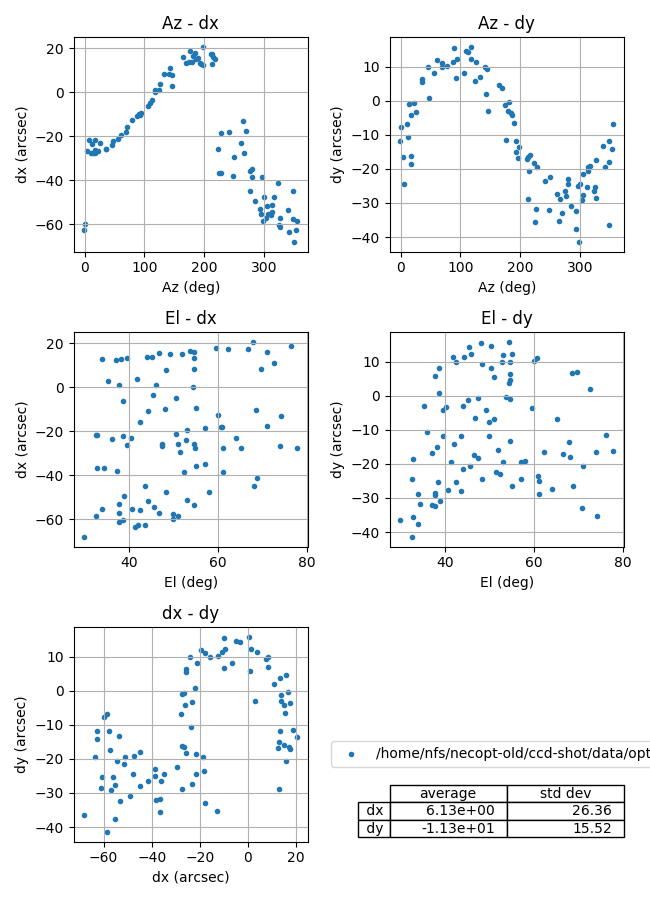 Az - dx
Az - dy
20
0
−20
−40
−60
dx (arcsec)
0
100
200
300
Az (deg)
10
0
−10
−20
−30
−40
dy (arcsec)
0
100
200
300
Az (deg)
El - dx
El - dy
20
0
−20
−40
−60
dx (arcsec)
40
60
80
El (deg)
10
0
−10
−20
−30
−40
dy (arcsec)
40
60
80
El (deg)
dx - dy
10
0
−10
−20
−30
−40
dy (arcsec)
−60
−40
−20
0
20
dx (arcsec)
/home/nfs/necopt-old/ccd-shot/data/opt
average std dev
dx 6.13e+00 26.36
dy -1.13e+01 15.52